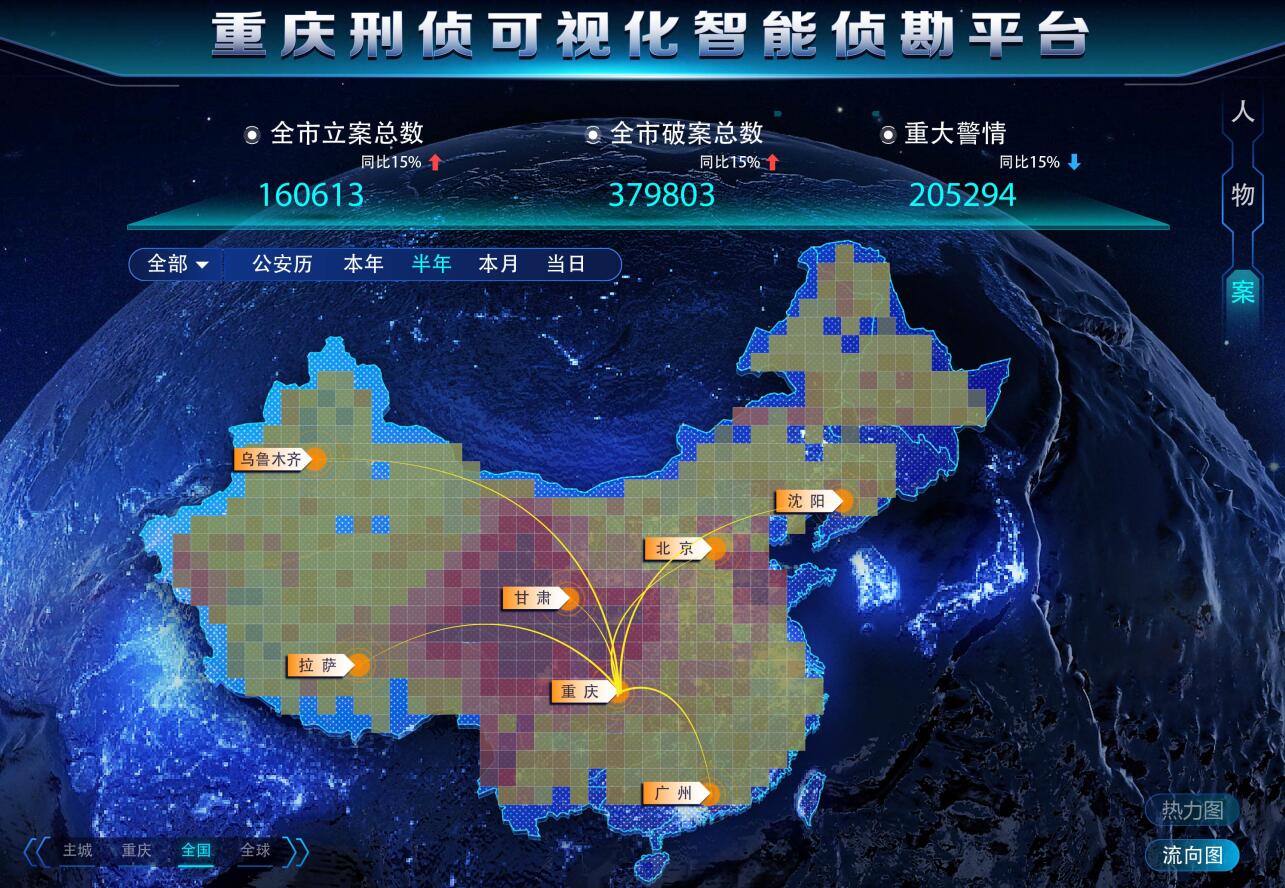 重庆刑侦可视化智能侦勘平台
全市立案总数
同比15%
160613
全市破案总数
同比15%
379803
重大警情
同比15%
205294
人
物
案
全部 公安历 本年 半年 本月 当日
乌鲁木齐
沈阳
北京
甘肃
拉萨
重庆
广州
热力图
流向图
主城 重庆 全国 全球